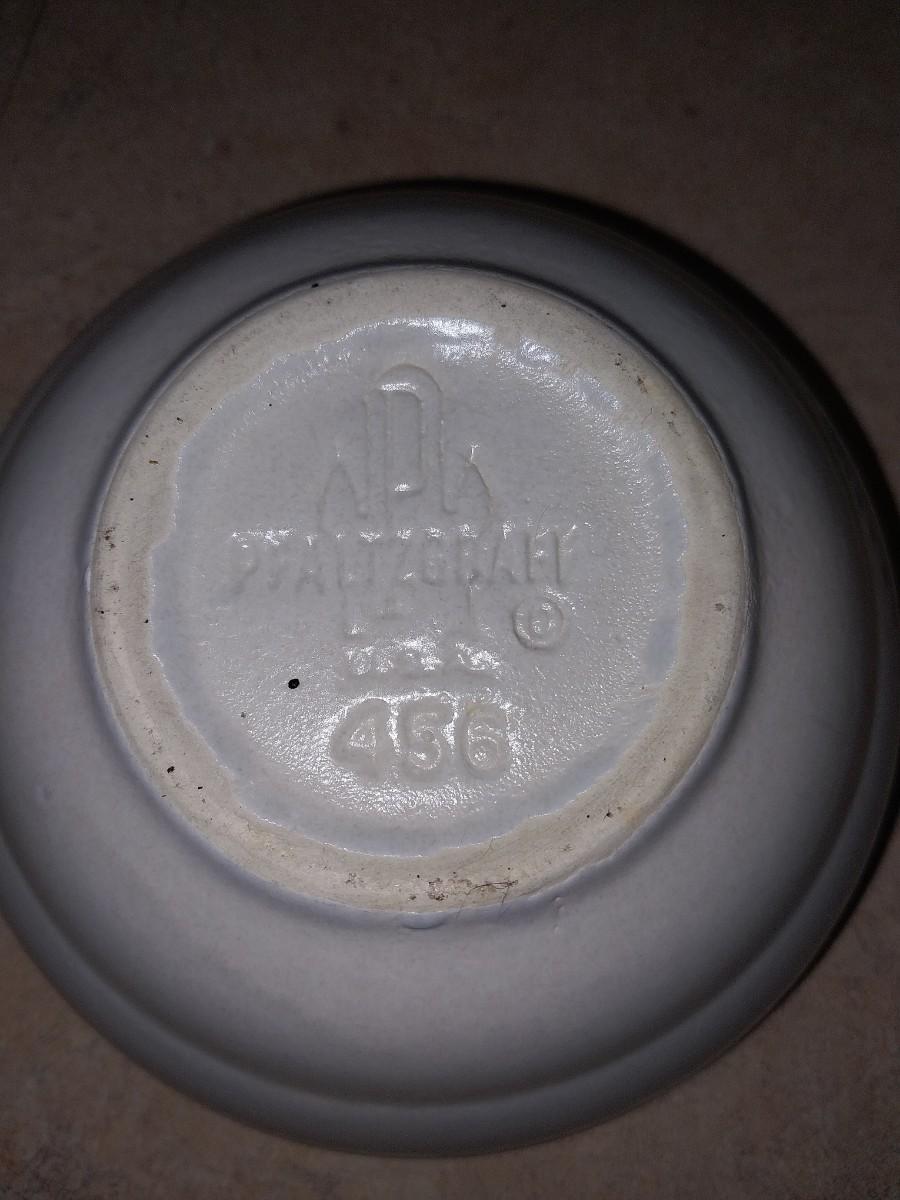 P
PFALTZGRAFF
®
U.S.A.
456